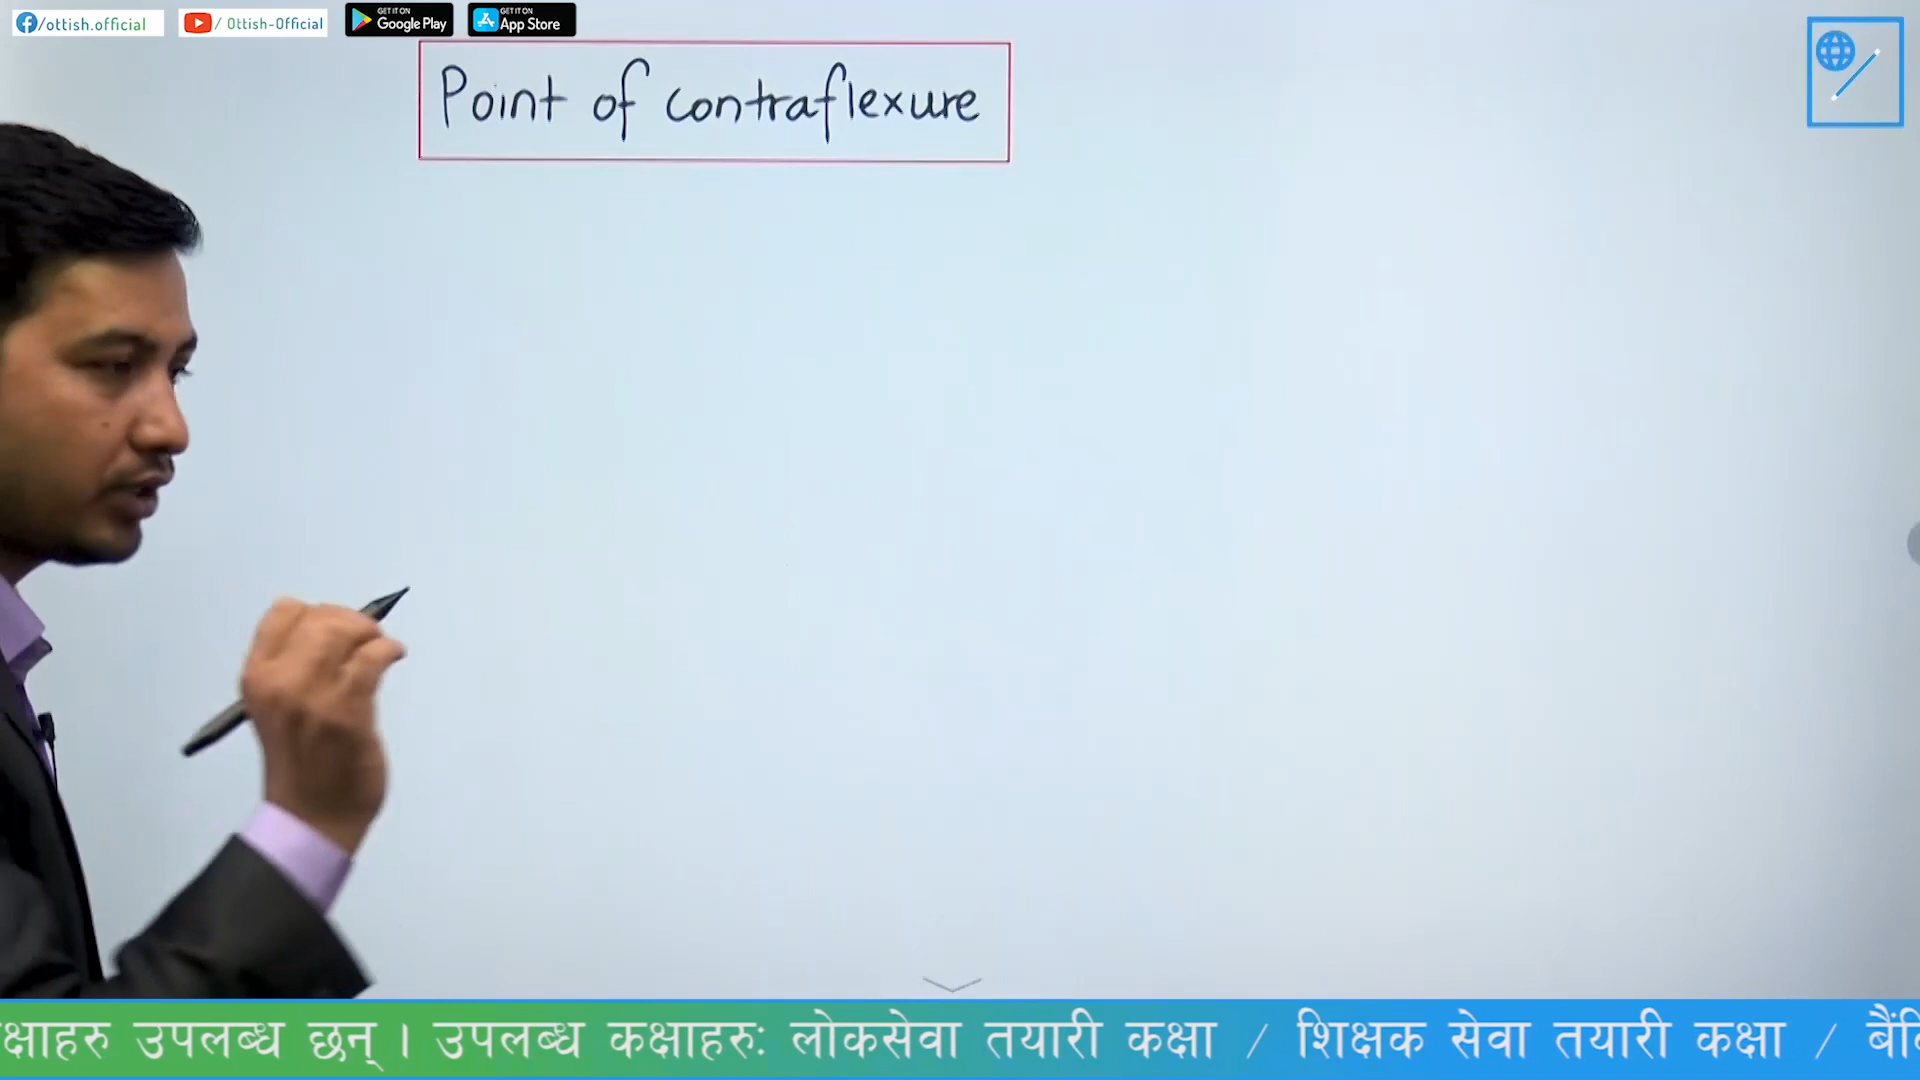 /ottish.official
/ Ottish-Official
GET IT ON
Google Play
GET IT ON
App Store
Point of contraflexure
क्षाहरु उपलब्ध छन् । उपलब्ध कक्षाहरु: लोकसेवा तयारी कक्षा / शिक्षक सेवा तयारी कक्षा /